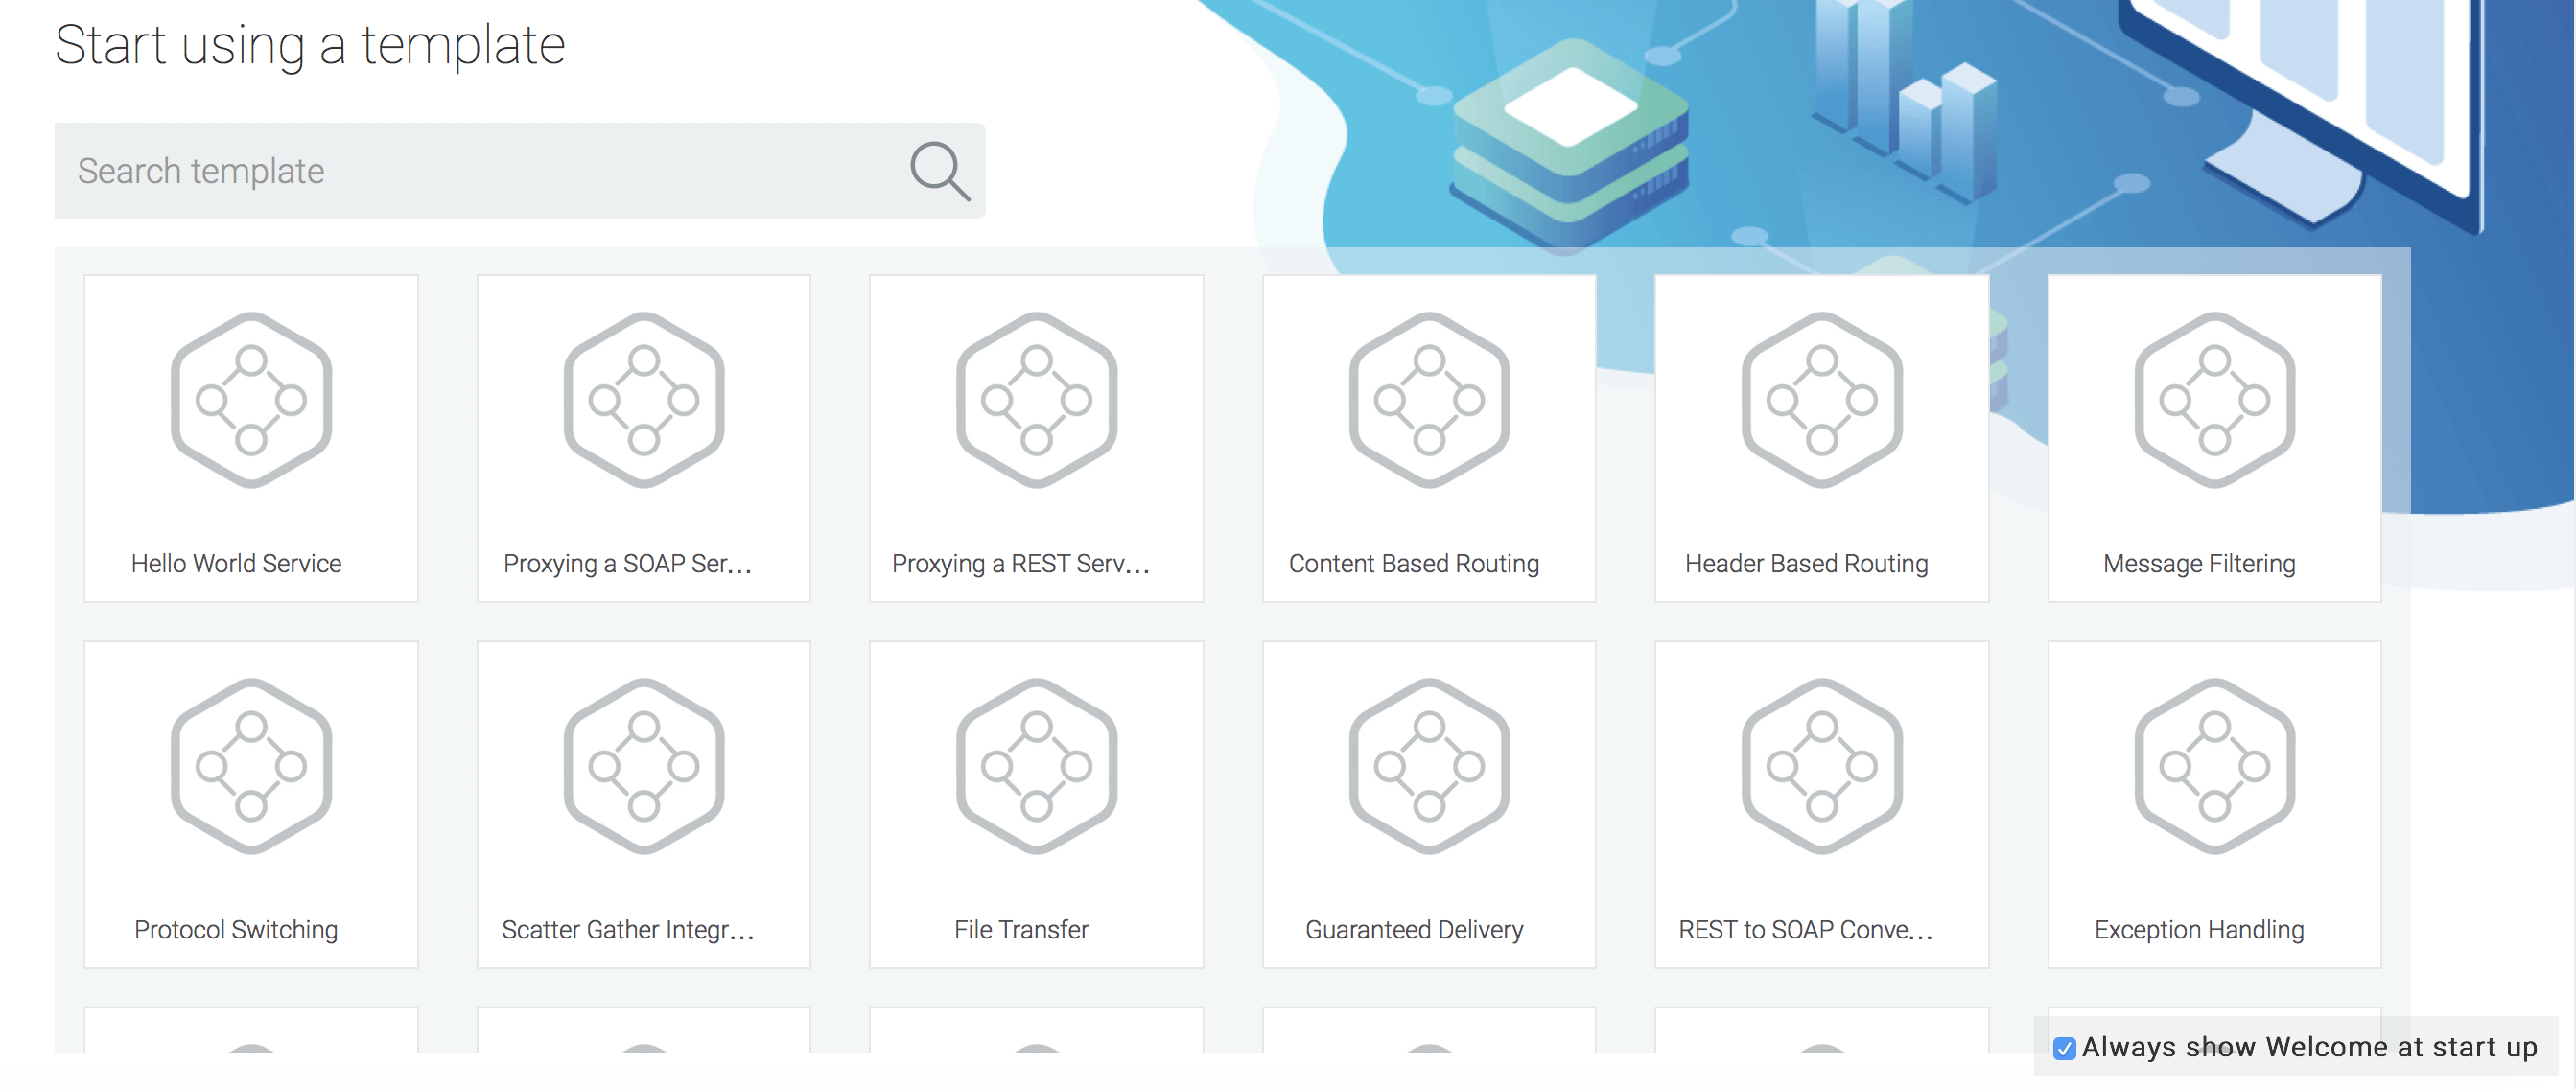 Start using a template
Search template
Hello World Service
Proxying a SOAP Ser...
Proxying a REST Serv...
Content Based Routing
Header Based Routing
Message Filtering
Protocol Switching
Scatter Gather Integr...
File Transfer
Guaranteed Delivery
REST to SOAP Conve...
Exception Handling
Always show Welcome at start up